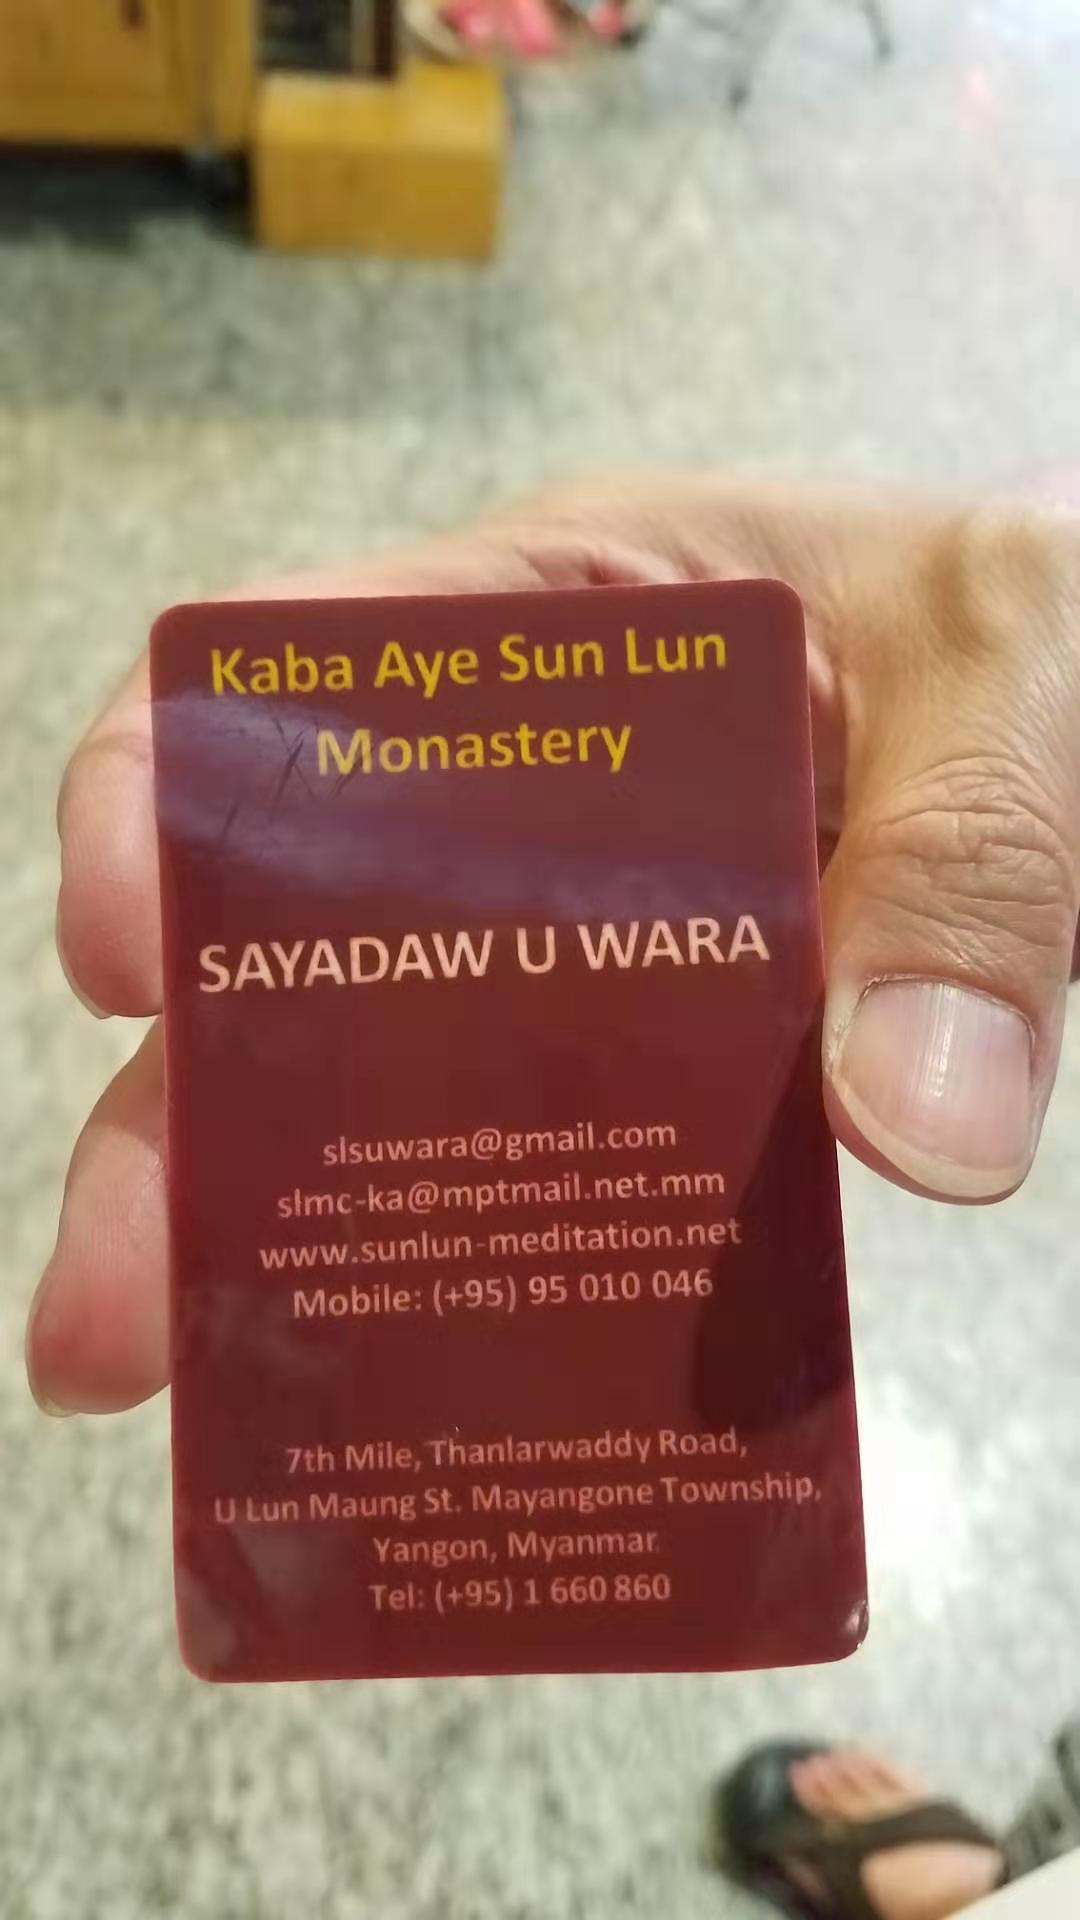 Kaba Aye Sun Lun
Monastery
SAYADAW U WARA
slsuwara@gmail.com
slmc-ka@mptmail.net.mm
www.sunlun-meditation.net
Mobile: (+95) 95 010 046
7th Mile, Thanlarwaddy Road,
U Lun Maung St. Mayangone Township,
Yangon, Myanmar.
Tel: (+95) 1 660 860